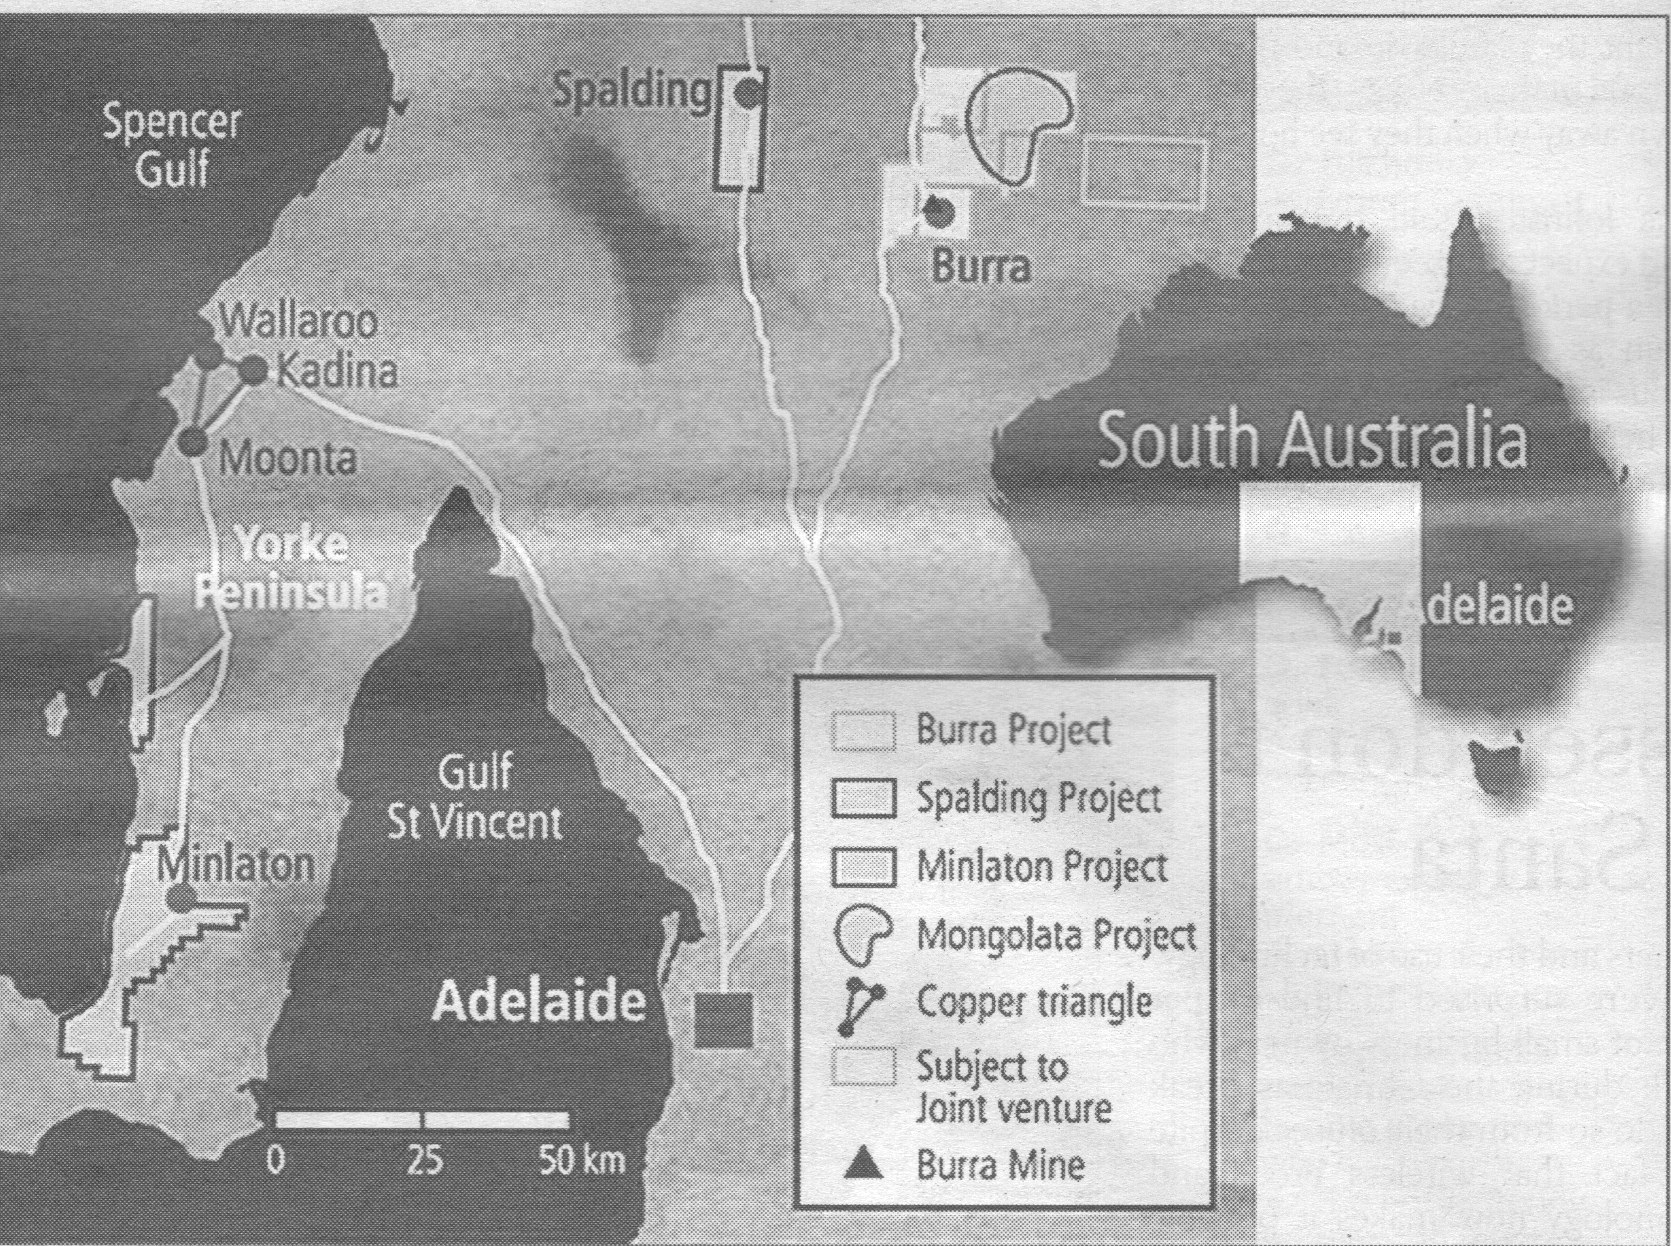 Spencer
Gulf
Spalding
Burra
Wallaroo
Kadina
Moonta
South Australia
Yorke
Peninsula
delaide
Gulf
St Vincent
Minlaton
Adelaide
0 25 50 km
Burra Project
Spalding Project
Minlaton Project
Mongolata Project
Copper triangle
Subject to
Joint venture
Burra Mine